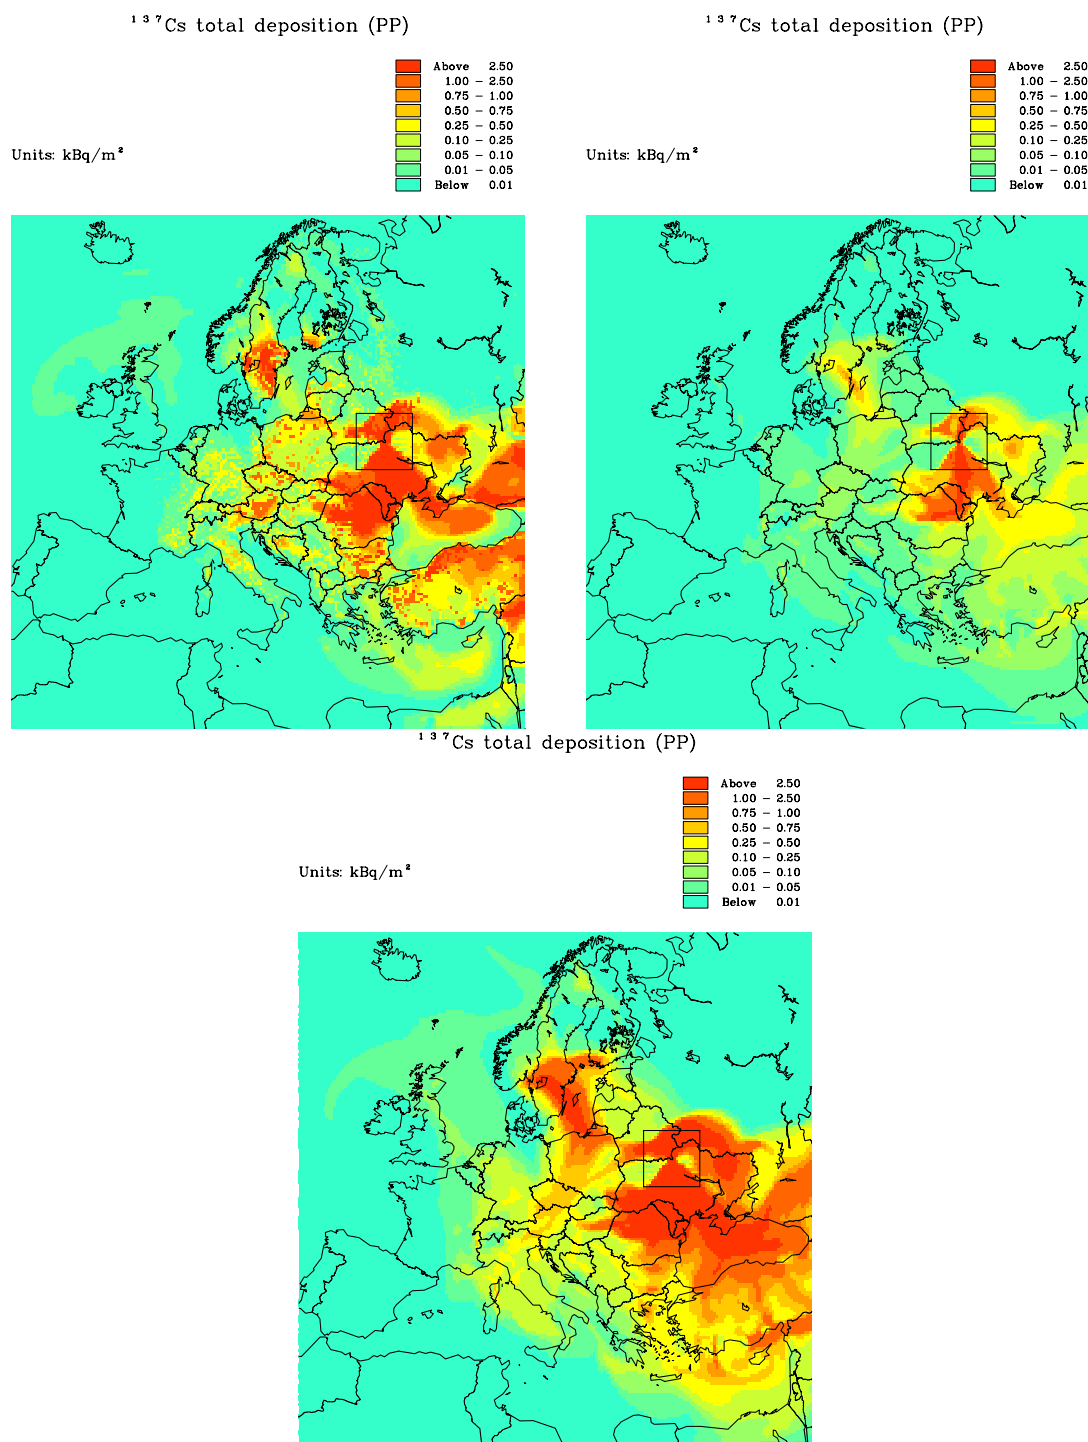 ¹³⁷Cs total deposition (PP)
Above 2.50
1.00 – 2.50
0.75 – 1.00
0.50 – 0.75
0.25 – 0.50
0.10 – 0.25
0.05 – 0.10
0.01 – 0.05
Below 0.01
Units: kBq/m²
¹³⁷Cs total deposition (PP)
Above 2.50
1.00 – 2.50
0.75 – 1.00
0.50 – 0.75
0.25 – 0.50
0.10 – 0.25
0.05 – 0.10
0.01 – 0.05
Below 0.01
Units: kBq/m²
¹³⁷Cs total deposition (PP)
Above 2.50
1.00 – 2.50
0.75 – 1.00
0.50 – 0.75
0.25 – 0.50
0.10 – 0.25
0.05 – 0.10
0.01 – 0.05
Below 0.01
Units: kBq/m²